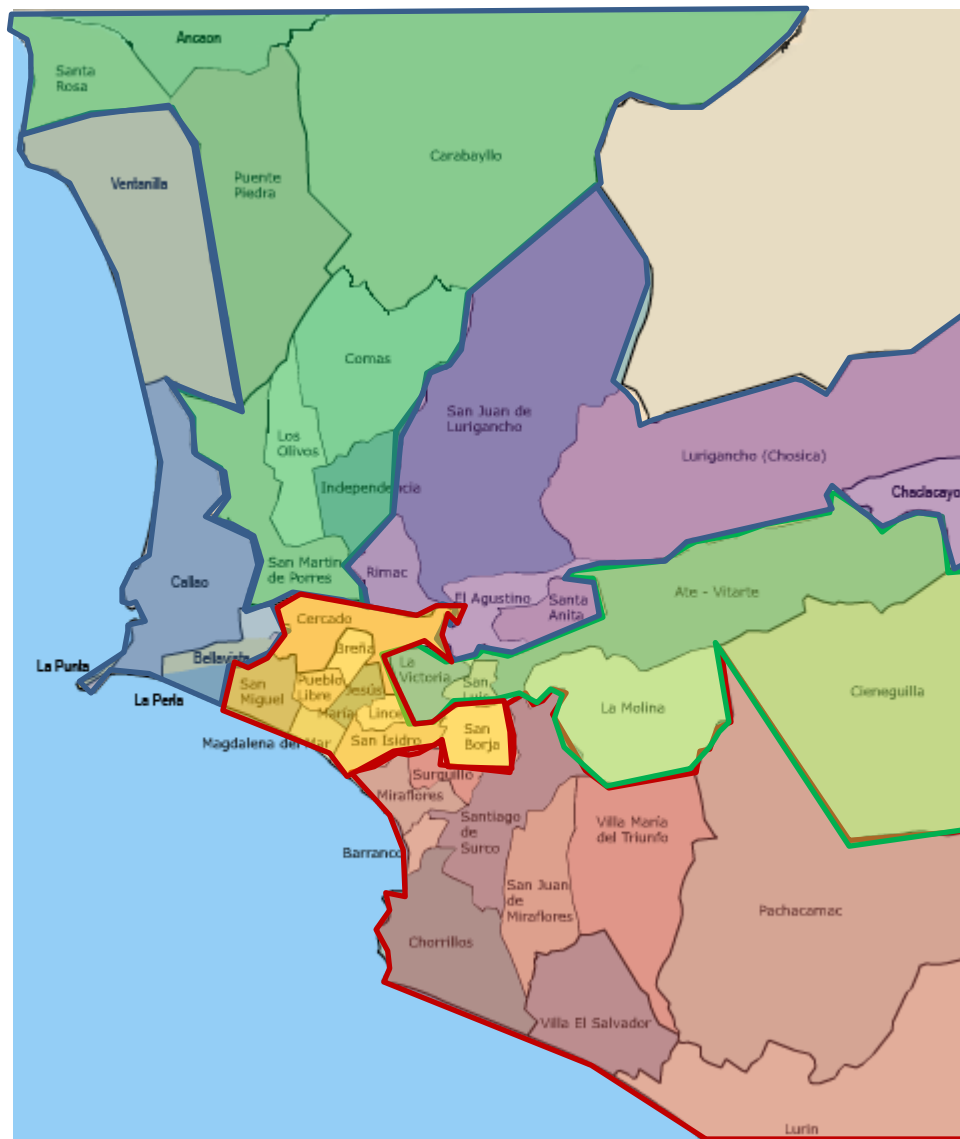 Ancaon
Santa
Rosa
Carabayllo
Ventanilla
Puente
Piedra
Comas
San Juan de
Lurigancho
Los
Olivos
Lurigancho (Chosica)
Independencia
Chaclacayo
San Martin
de Porres
Rimac
Callao
El Agustino
Santa
Anita
Ate - Vitarte
Cercado
Breña
La Punta
Bellavista
La
Victoria
San
Luis
Cieneguilla
San
Miguel
Pueblo
Libre
Jesús
María
Lince
La Perla
La Molina
Magdalena del Mar
San Isidro
San
Borja
Surquillo
Miraflores
Santiago
de
Surco
Villa María
del Triunfo
Barranco
San Juan
de
Miraflores
Pachacamac
Chorrillos
Villa El Salvador
Lurin